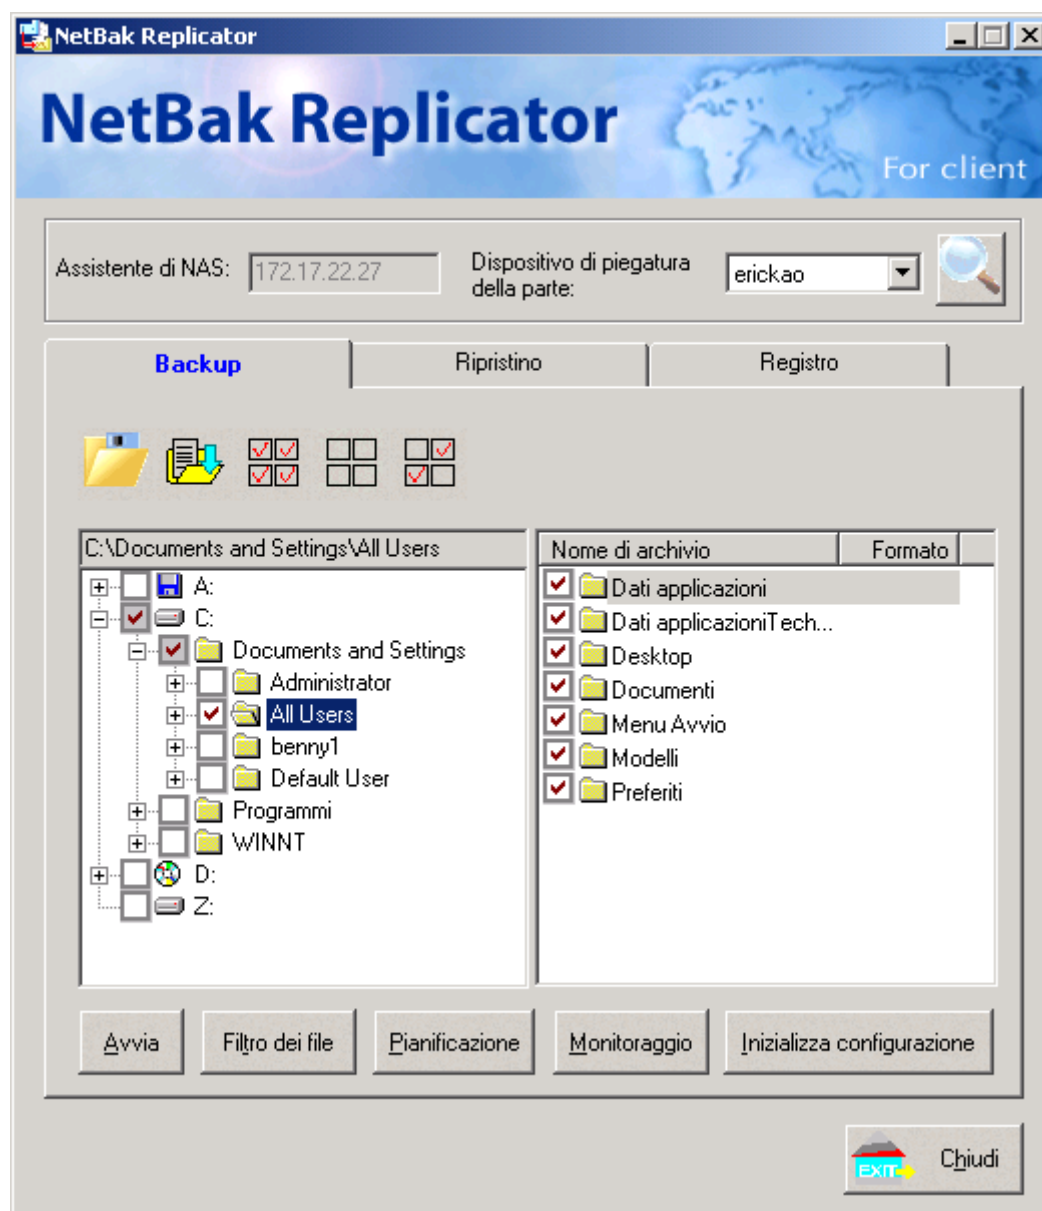 NetBak Replicator
NetBak Replicator
For client
Assistente di NAS: 172.17.22.27 Dispositivo di piegatura della parte: erickao
Backup Ripristino Registro
C:\Documents and Settings\All Users
A:
C:
Documents and Settings
Administrator
All Users
benny1
Default User
Programmi
WINNT
D:
Z:
Nome di archivio Formato
Dati applicazioni
Dati applicazioniTech...
Desktop
Documenti
Menu Avvio
Modelli
Preferiti
Avvia Filtro dei file Pianificazione Monitoraggio Inizializza configurazione
EXIT Chiudi